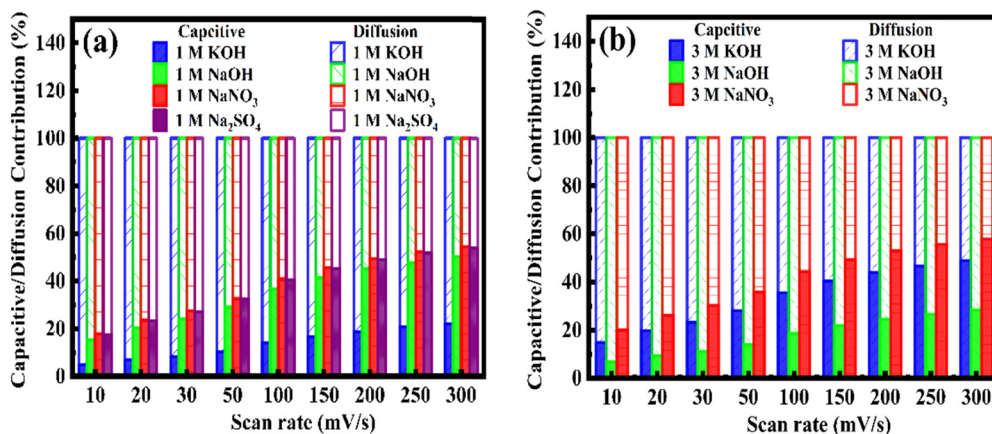 (a)
Capcitive Diffusion
1 M KOH 1 M KOH
1 M NaOH 1 M NaOH
1 M NaNO₃ 1 M NaNO₃
1 M Na₂SO₄ 1 M Na₂SO₄
Capacitive/Diffusion Contribution (%)
140
120
100
80
60
40
20
0
10 20 30 50 100 150 200 250 300
Scan rate (mV/s)
(b)
Capcitive Diffusion
3 M KOH 3 M KOH
3 M NaOH 3 M NaOH
3 M NaNO₃ 3 M NaNO₃
Capacitive/Diffusion Contribution (%)
140
120
100
80
60
40
20
0
10 20 30 50 100 150 200 250 300
Scan rate (mV/s)